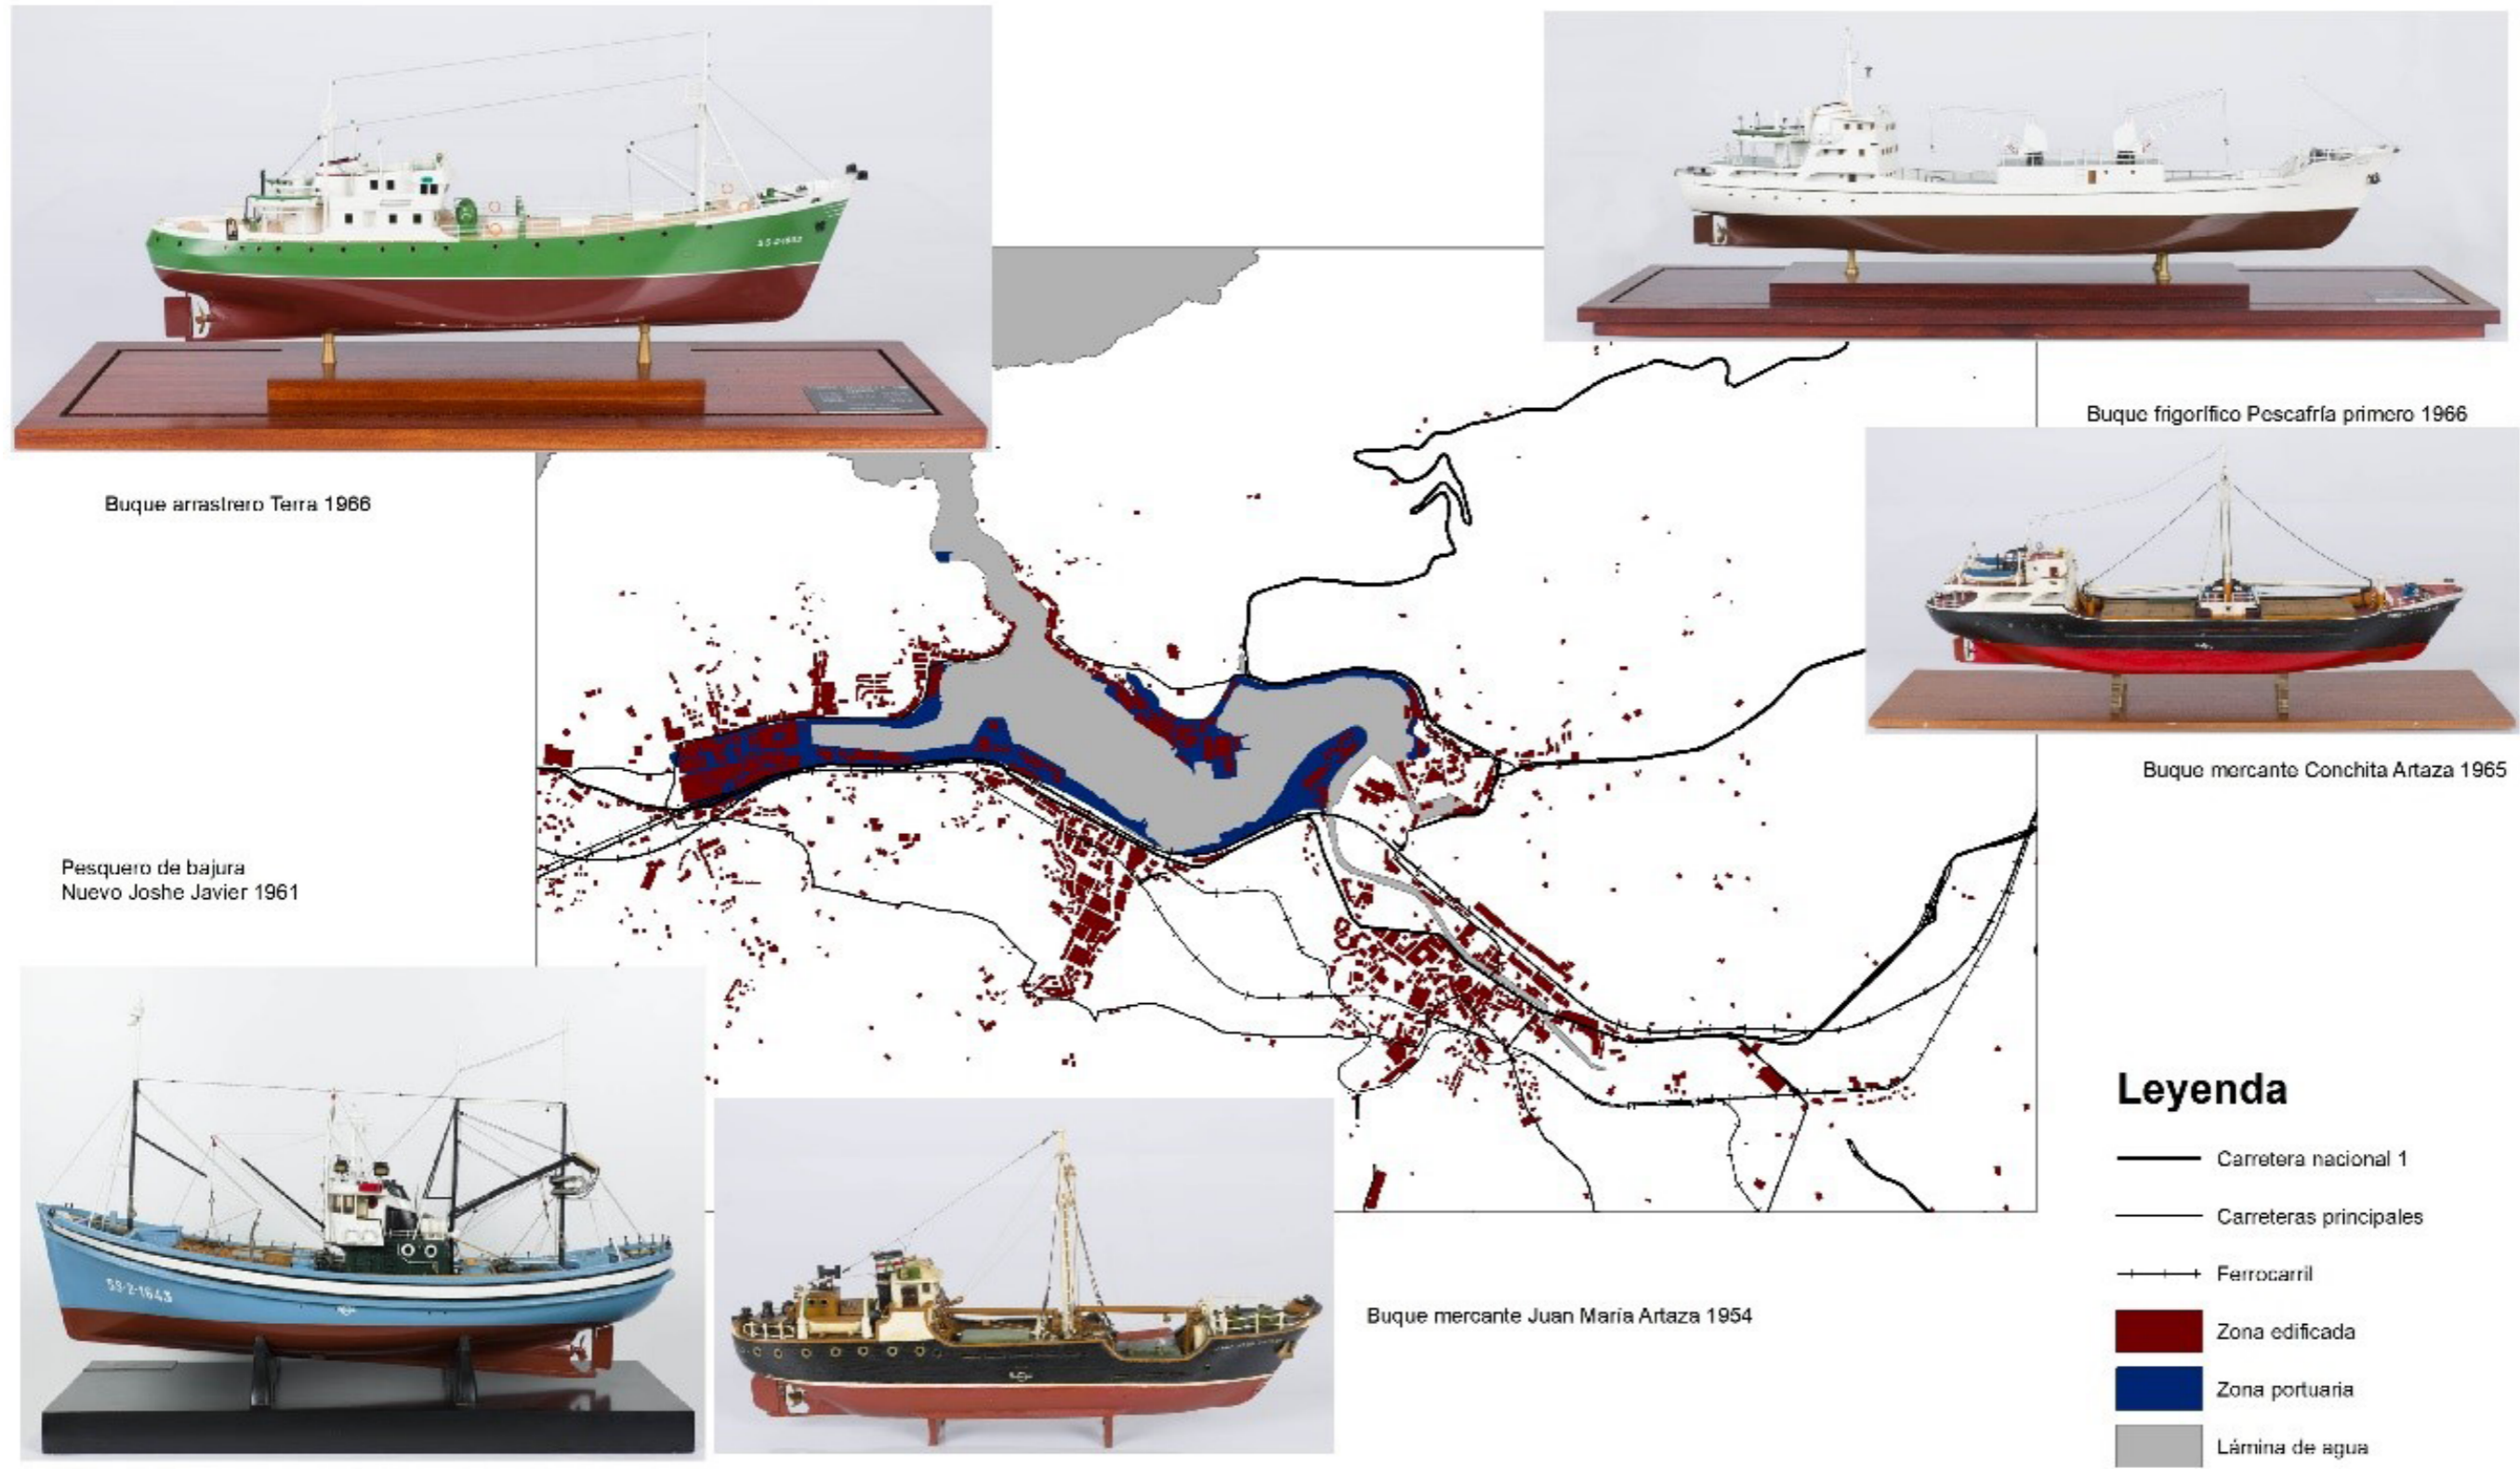 Buque frigorífico Pescafría primero 1966
Buque arrastrero Terra 1966
Buque mercante Conchita Artaza 1965
Pesquero de bajura
Nuevo Joshe Javier 1961
SS-2-1643
Buque mercante Juan María Artaza 1954
Leyenda
Carretera nacional 1
Carreteras principales
Ferrocarril
Zona edificada
Zona portuaria
Lámina de agua